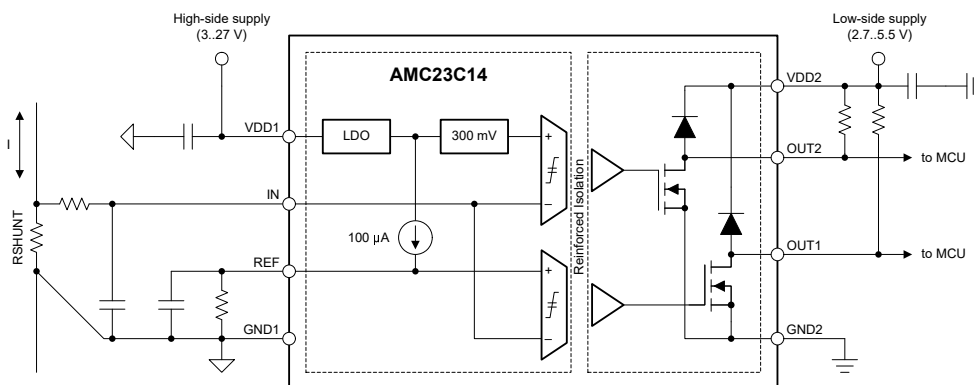 High-side supply
(3..27 V)
Low-side supply
(2.7..5.5 V)
AMC23C14
VDD1
LDO
300 mV
+
−
VDD2
OUT2
to MCU
I
IN
RSHUNT
100 µA
REF
+
−
Reinforced Isolation
OUT1
to MCU
GND1
GND2